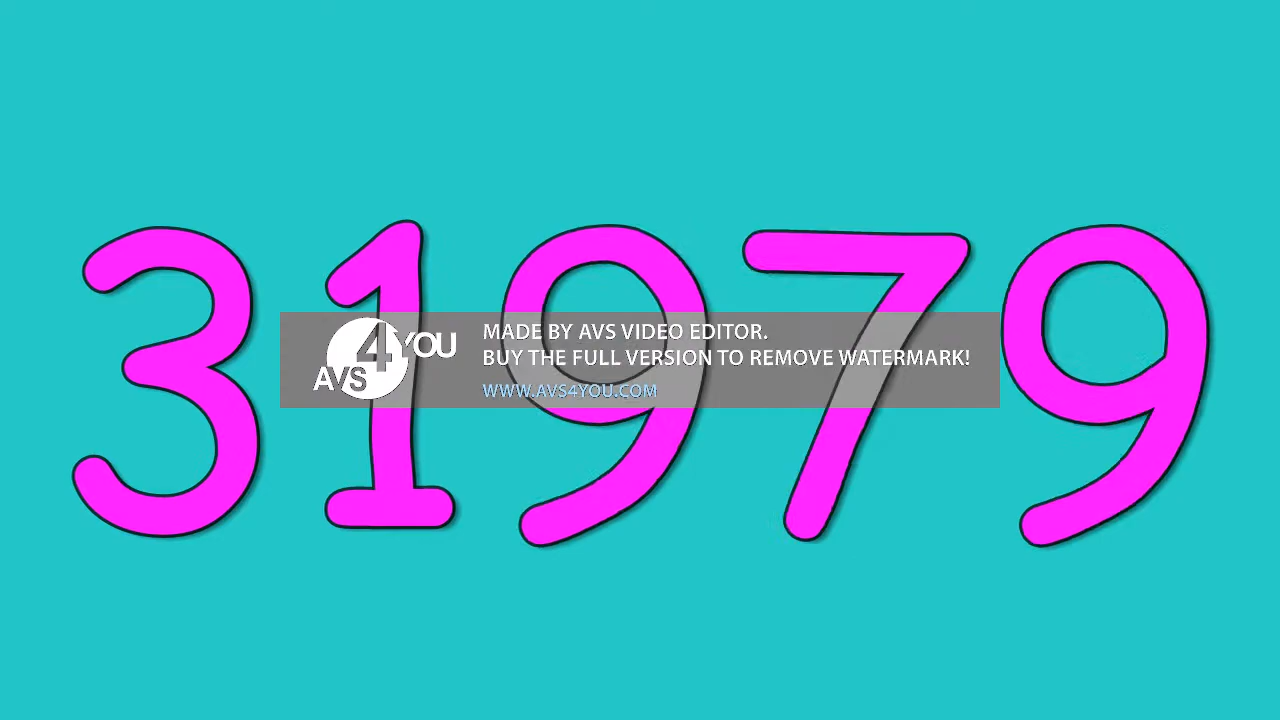 31979
AVS4YOU
MADE BY AVS VIDEO EDITOR.
BUY THE FULL VERSION TO REMOVE WATERMARK!
WWW.AVS4YOU.COM